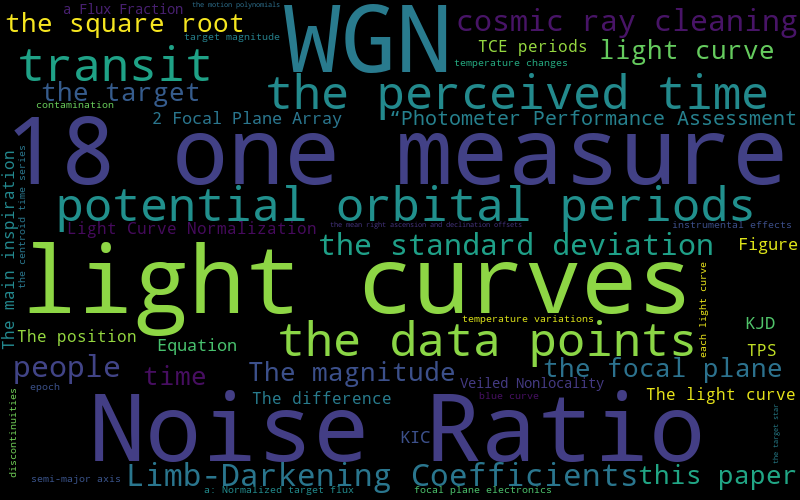 a Flux Fraction
the motion polynomials
the square root
WGN
cosmic ray cleaning
target magnitude
TCE periods
light curve
transit
temperature changes
the target
the perceived time
contamination
2 Focal Plane Array
“Photometer Performance Assessment
18 one measure
The main inspiration
the centroid time series
potential orbital periods
Light Curve Normalization
the mean right ascension and declination offsets
instrumental effects
the standard deviation
Figure
light curves
each light curve
temperature variations
KJD
The position
Equation
the data points
TPS
people
time
The magnitude
the focal plane
epoch
Veiled Nonlocality
blue curve
The difference
The light curve
discontinuities
Noise Ratio
KIC
the target star
semi-major axis
Limb-Darkening Coefficients
this paper
a: Normalized target flux
focal plane electronics